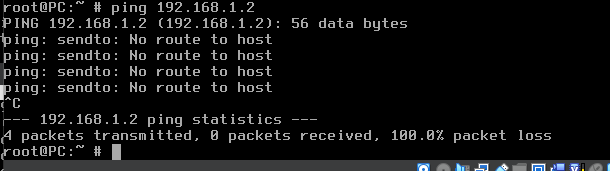 root@PC:~ # ping 192.168.1.2
PING 192.168.1.2 (192.168.1.2): 56 data bytes
ping: sendto: No route to host
ping: sendto: No route to host
ping: sendto: No route to host
ping: sendto: No route to host
^C
--- 192.168.1.2 ping statistics ---
4 packets transmitted, 0 packets received, 100.0% packet loss
root@PC:~ #